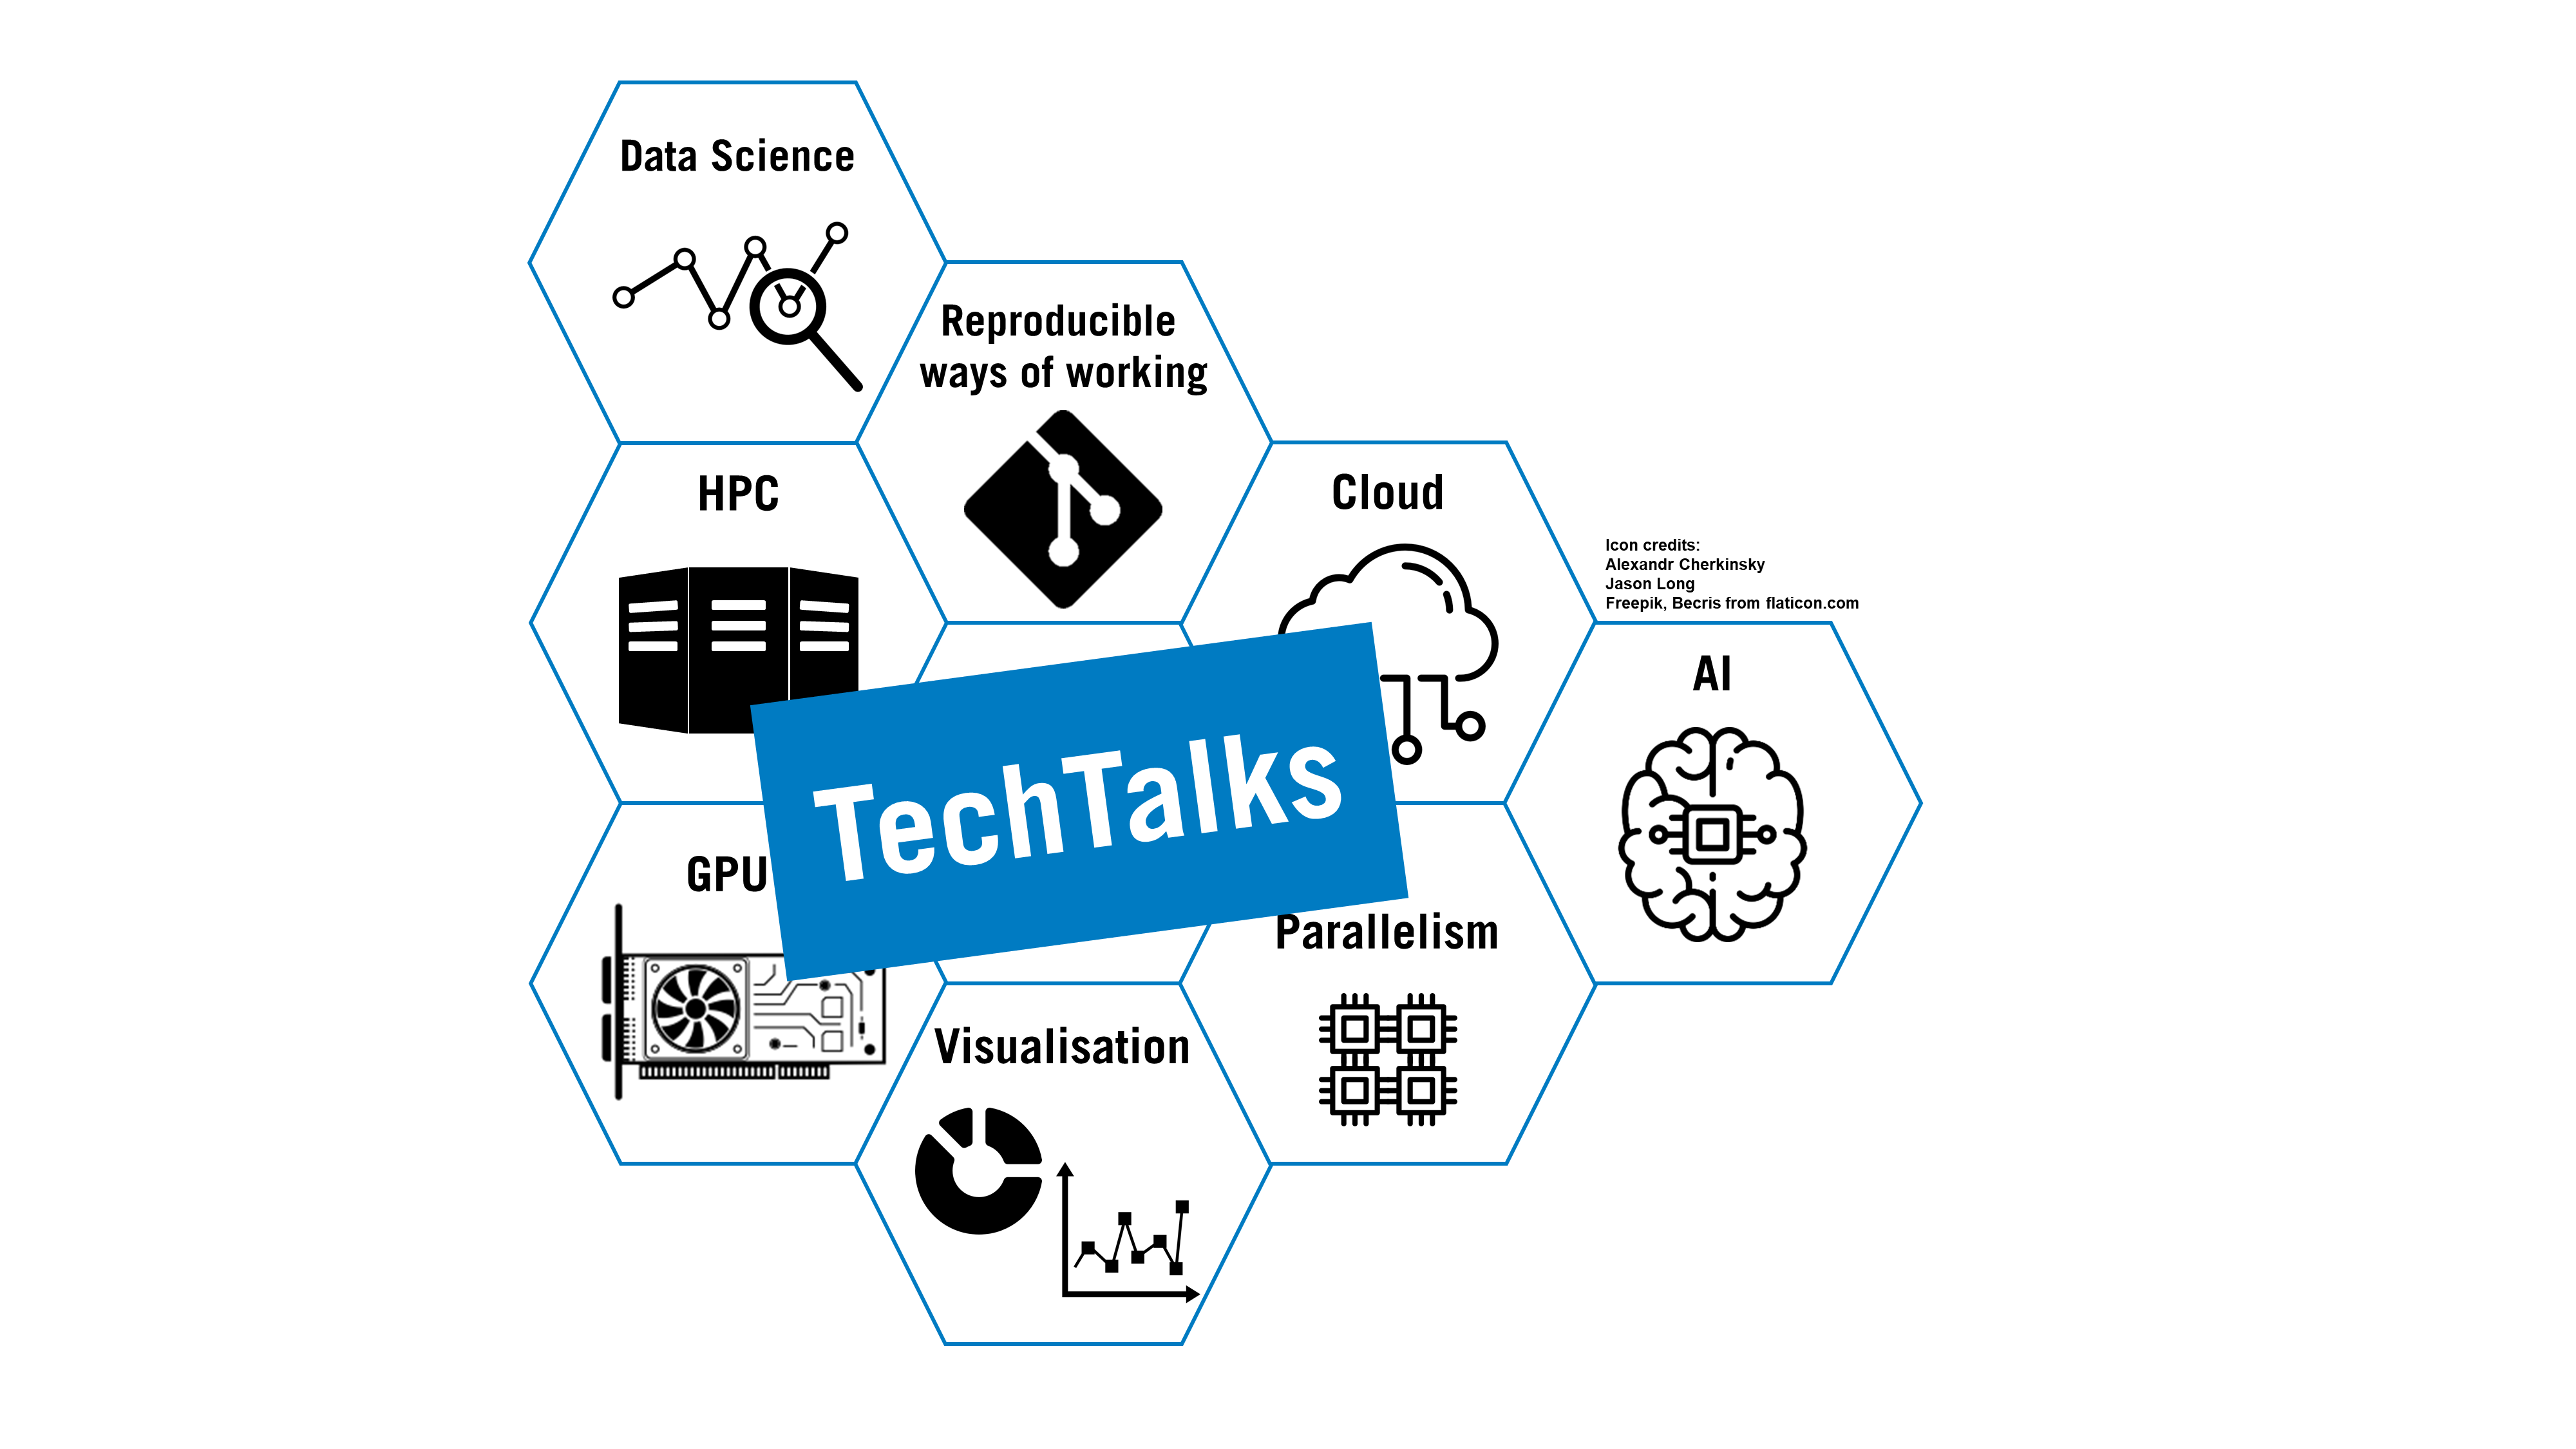 Data Science
Reproducible
ways of working
HPC
Cloud
Icon credits:
Alexandr Cherkinsky
Jason Long
Freepik, Becris from flaticon.com
AI
TechTalks
GPU
Parallelism
Visualisation